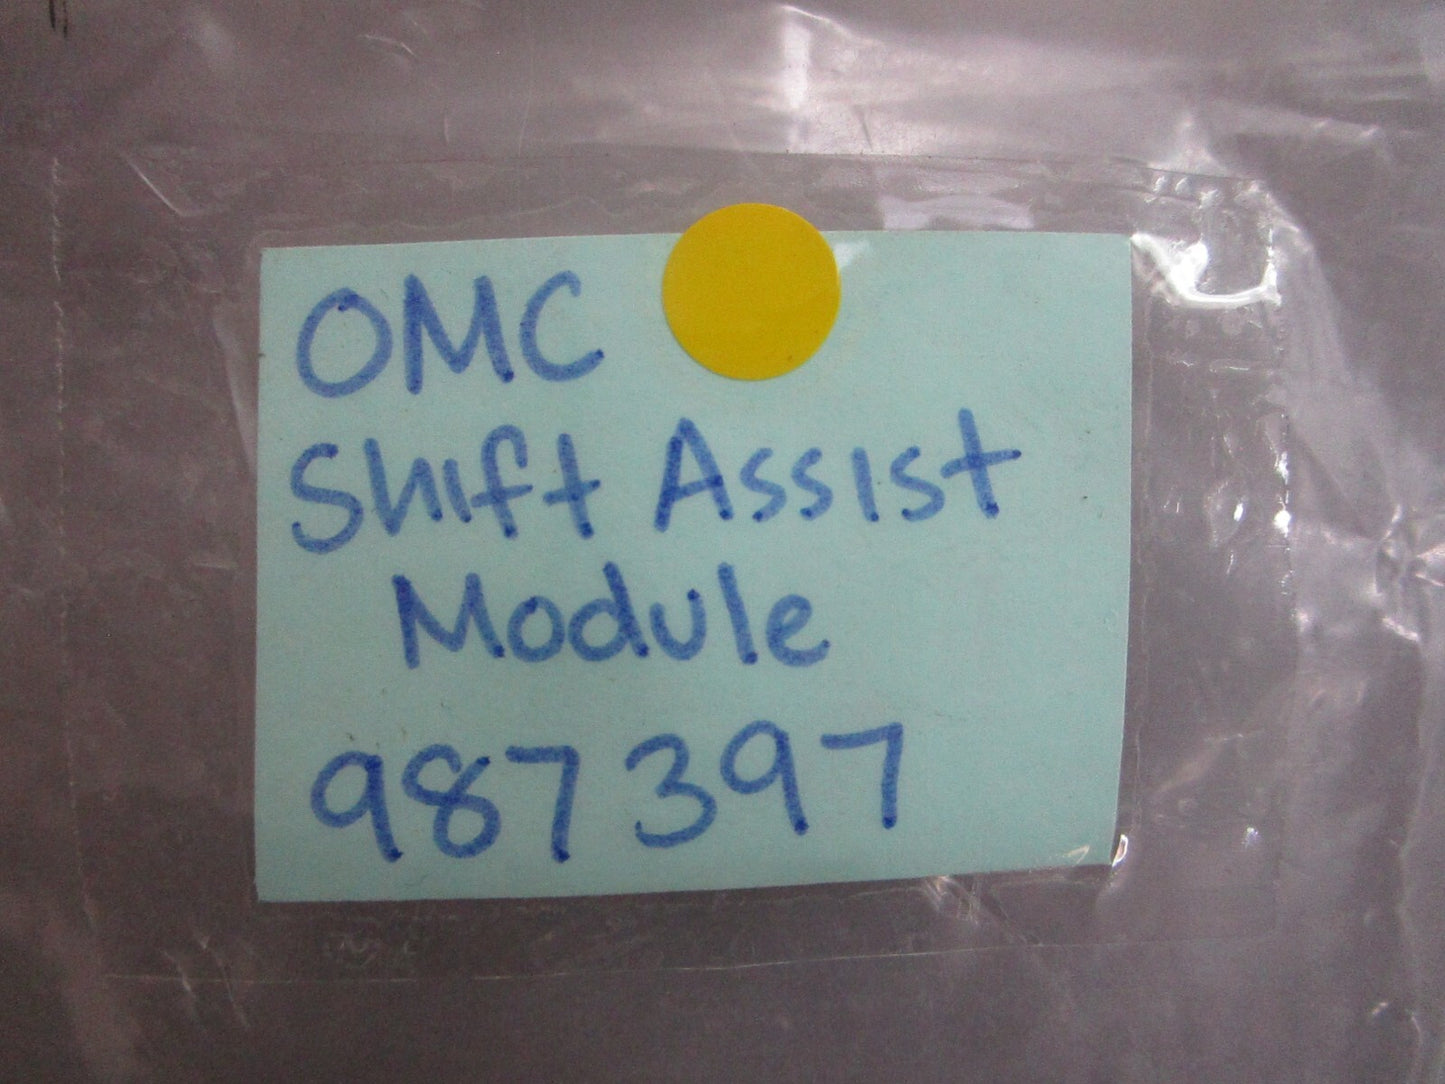 OMC
Shift Assist
Module
987397